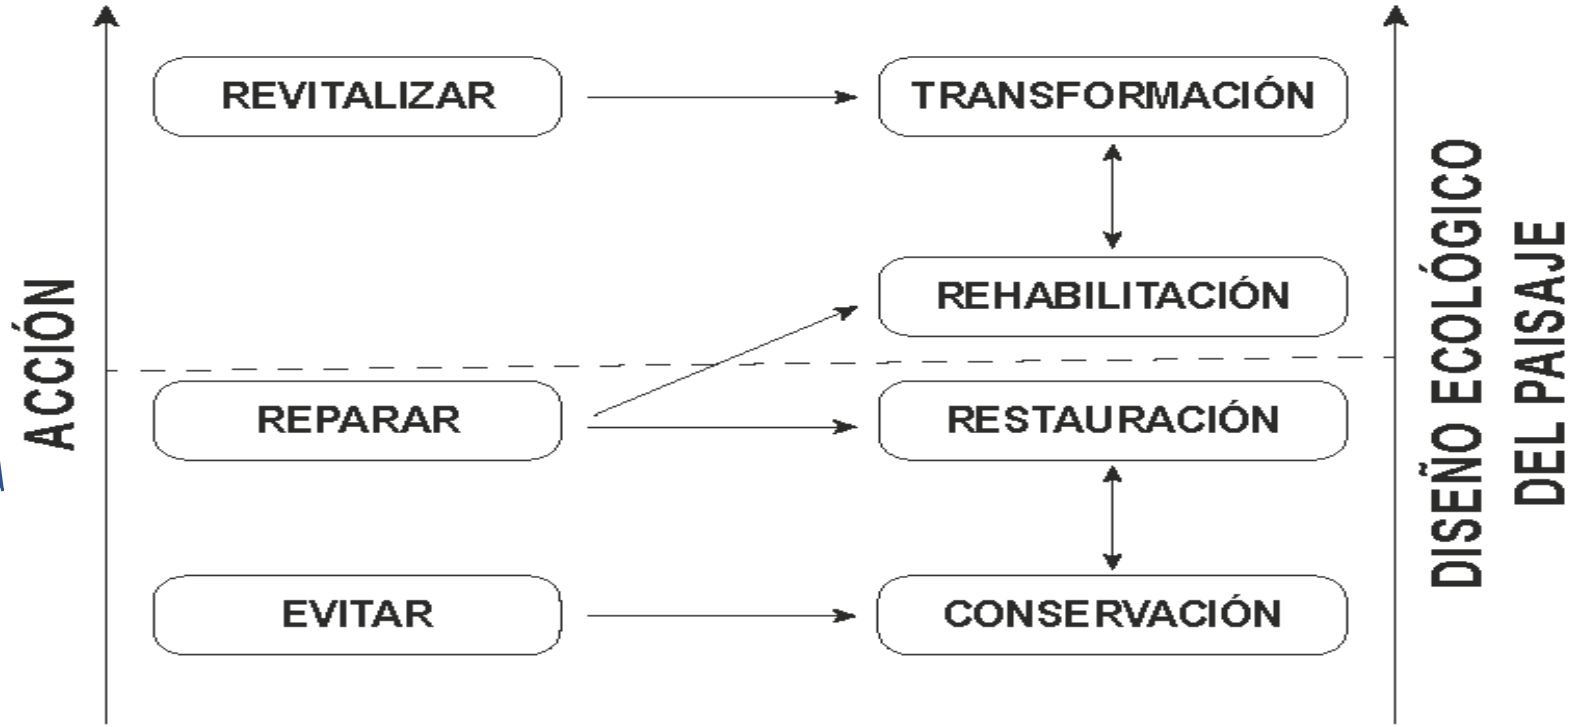 ACCIÓN
REVITALIZAR
TRANSFORMACIÓN
REHABILITACIÓN
REPARAR
RESTAURACIÓN
EVITAR
CONSERVACIÓN
DISEÑO ECOLÓGICO
DEL PAISAJE